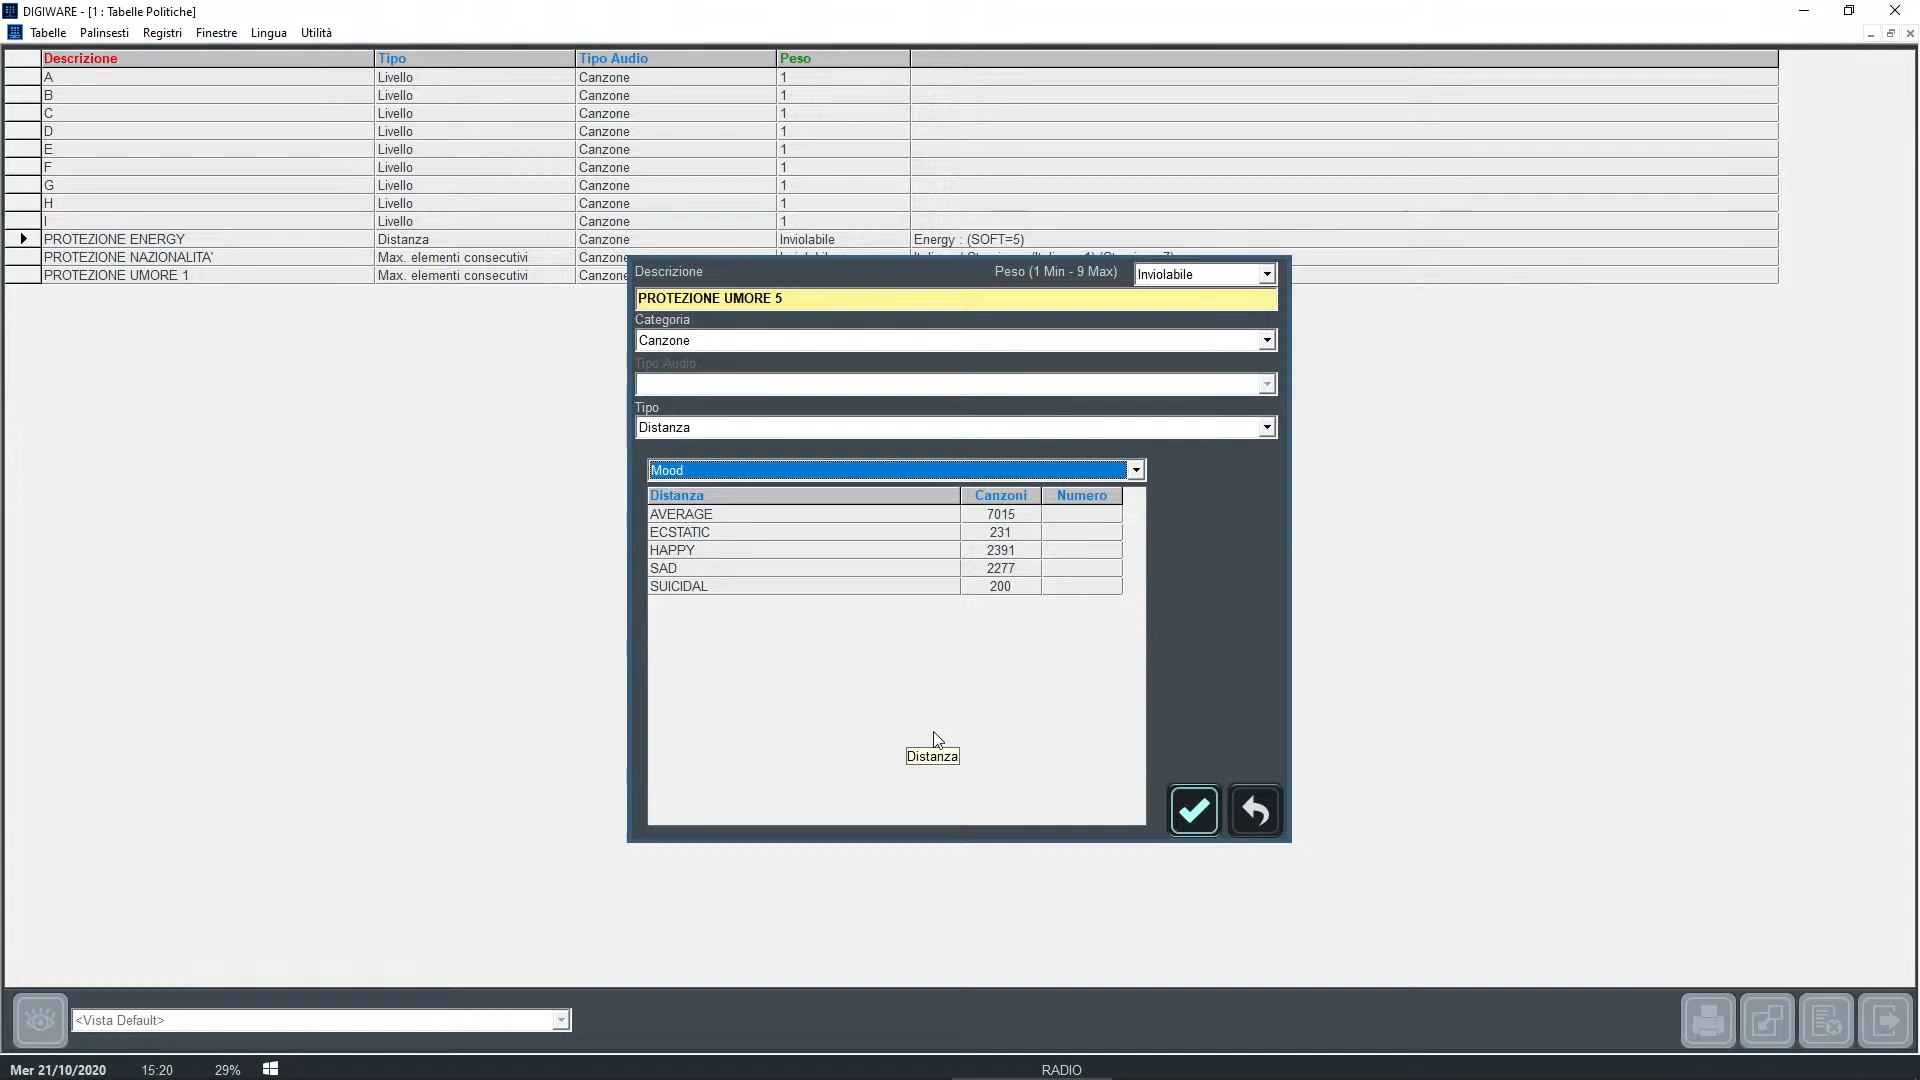 DIGIWARE - [1 : Tabelle Politiche]
Tabelle Palinsesti Registri Finestre Lingua Utilità
Descrizione Tipo Tipo Audio Peso
A Livello Canzone 1
B Livello Canzone 1
C Livello Canzone 1
D Livello Canzone 1
E Livello Canzone 1
F Livello Canzone 1
G Livello Canzone 1
H Livello Canzone 1
I Livello Canzone 1
PROTEZIONE ENERGY Distanza Canzone Inviolabile Energy : (SOFT=5)
PROTEZIONE NAZIONALITA' Max. elementi consecutivi Canzone
PROTEZIONE UMORE 1 Max. elementi consecutivi Canzone
Descrizione Peso (1 Min - 9 Max) Inviolabile
PROTEZIONE UMORE 5
Categoria
Canzone
Tipo Audio
Tipo
Distanza
Mood
Distanza Canzoni Numero
AVERAGE 7015
ECSTATIC 231
HAPPY 2391
SAD 2277
SUICIDAL 200
Distanza
<Vista Default>
Mer 21/10/2020 15:20 29% RADIO